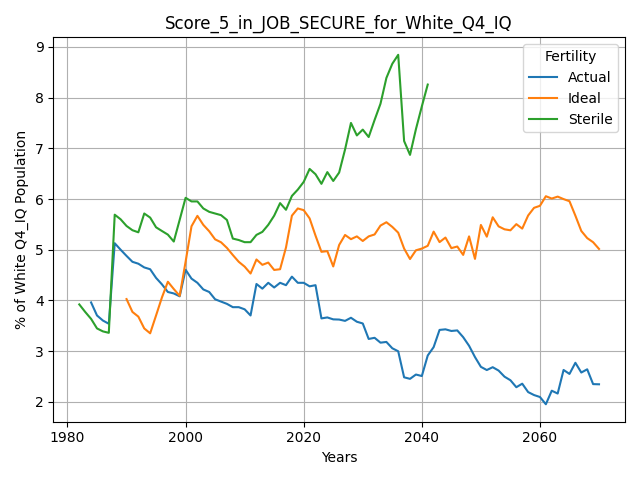 Score_5_in_JOB_SECURE_for_White_Q4_IQ
% of White Q4_IQ Population
9
8
7
6
5
4
3
2
Fertility
Actual
Ideal
Sterile
1980 2000 2020 2040 2060
Years